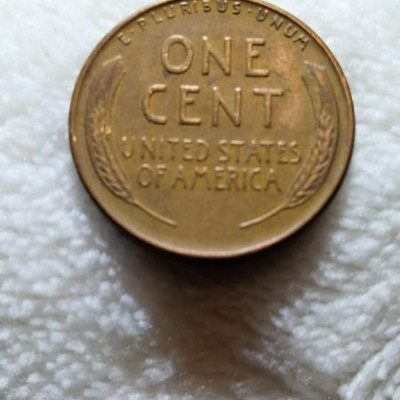 E·PLURIBUS·UNUM
ONE
CENT
UNITED STATES
OF AMERICA